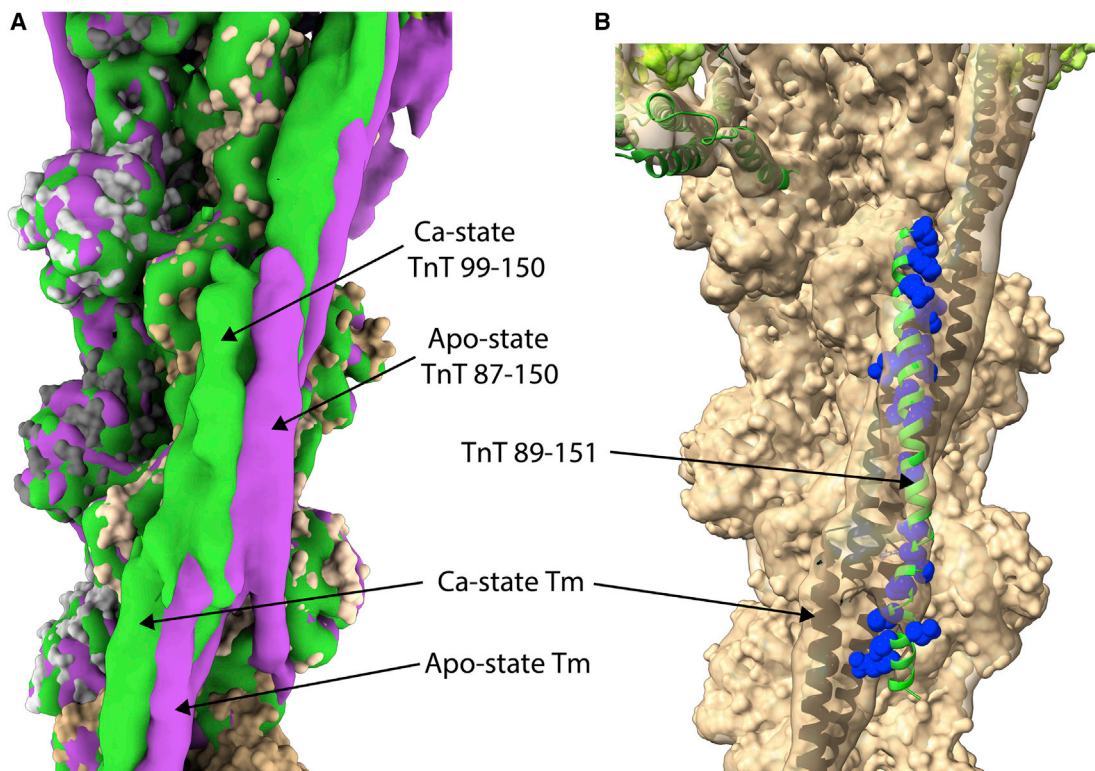 A
B
Ca-state
TnT 99-150
Apo-state
TnT 87-150
TnT 89-151
Ca-state Tm
Apo-state Tm